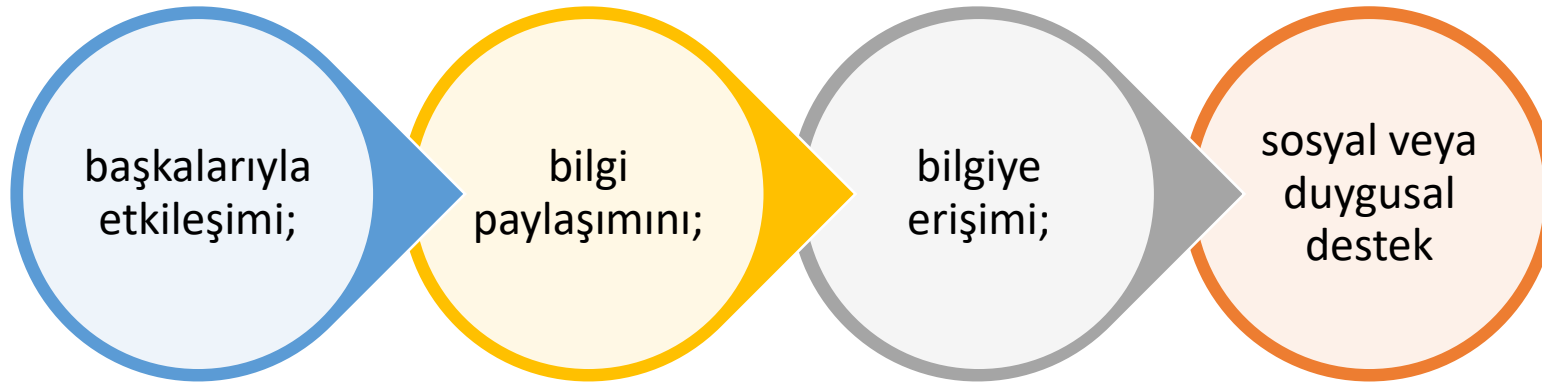 başkalarıyla
etkileşimi;
bilgi
paylaşımını;
bilgiye
erişimi;
sosyal veya
duygusal
destek